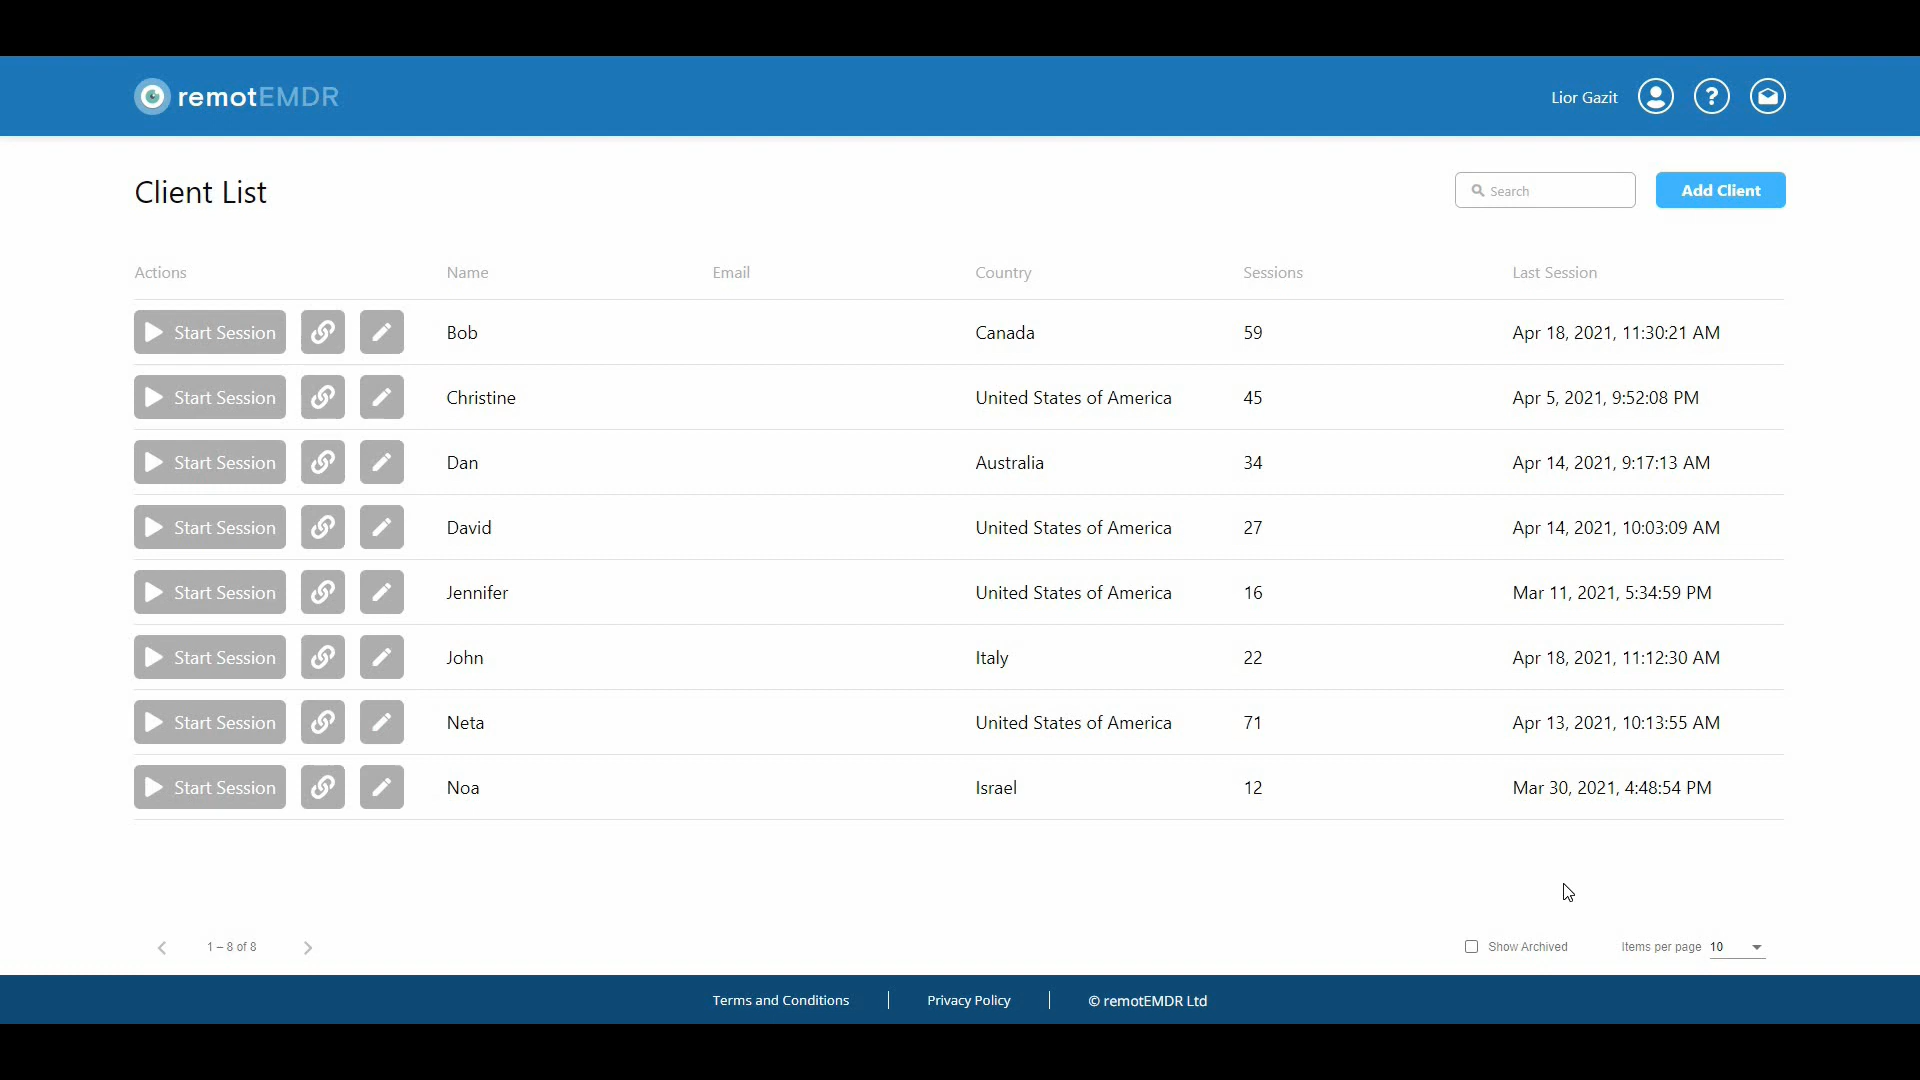 remotEMDR
Lior Gazit
?
Client List
Search
Add Client
Actions Name Email Country Sessions Last Session
Start Session Bob Canada 59 Apr 18, 2021, 11:30:21 AM
Start Session Christine United States of America 45 Apr 5, 2021, 9:52:08 PM
Start Session Dan Australia 34 Apr 14, 2021, 9:17:13 AM
Start Session David United States of America 27 Apr 14, 2021, 10:03:09 AM
Start Session Jennifer United States of America 16 Mar 11, 2021, 5:34:59 PM
Start Session John Italy 22 Apr 18, 2021, 11:12:30 AM
Start Session Neta United States of America 71 Apr 13, 2021, 10:13:55 AM
Start Session Noa Israel 12 Mar 30, 2021, 4:48:54 PM
1 – 8 of 8 Show Archived Items per page 10
Terms and Conditions | Privacy Policy | © remotEMDR Ltd